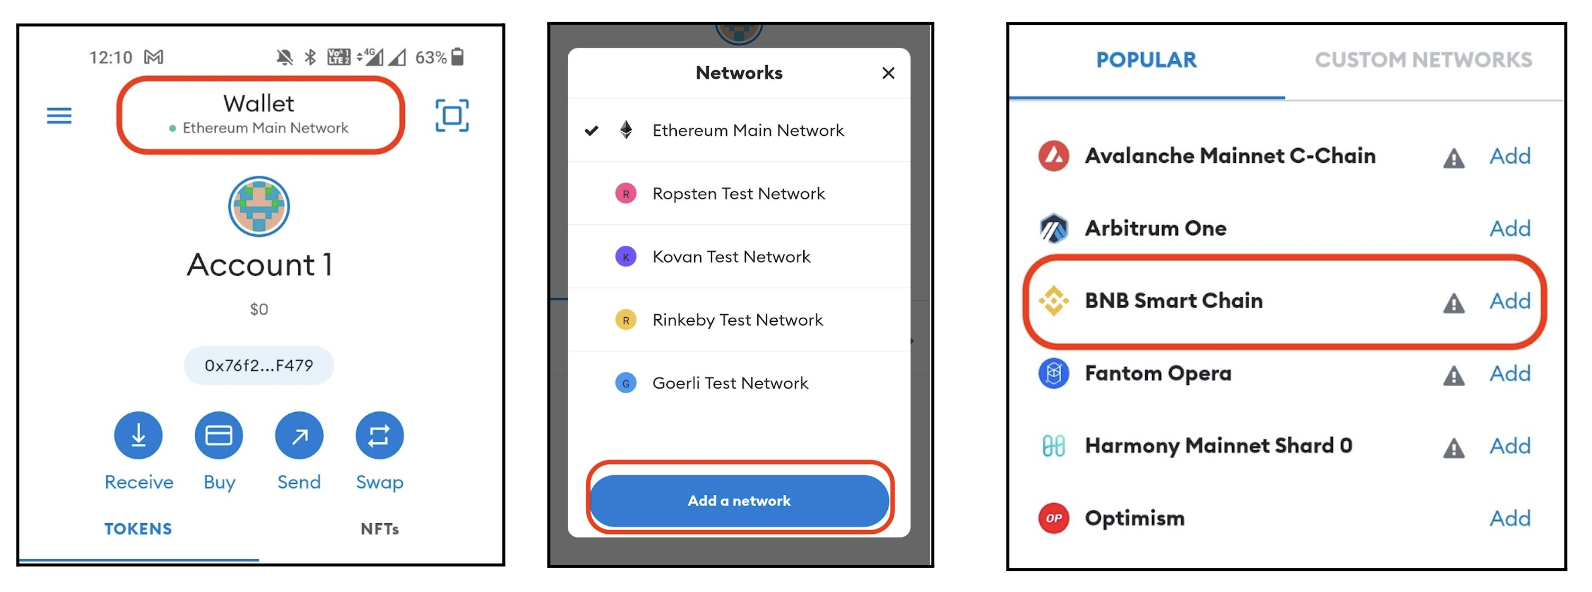 12:10
4G
63%
Wallet
Ethereum Main Network
Account 1
$0
0x76f2...F479
Receive Buy Send Swap
TOKENS NFTs
Networks
Ethereum Main Network
R Ropsten Test Network
K Kovan Test Network
R Rinkeby Test Network
G Goerli Test Network
Add a network
POPULAR CUSTOM NETWORKS
Avalanche Mainnet C-Chain Add
Arbitrum One Add
BNB Smart Chain Add
Fantom Opera Add
Harmony Mainnet Shard 0 Add
OP Optimism Add